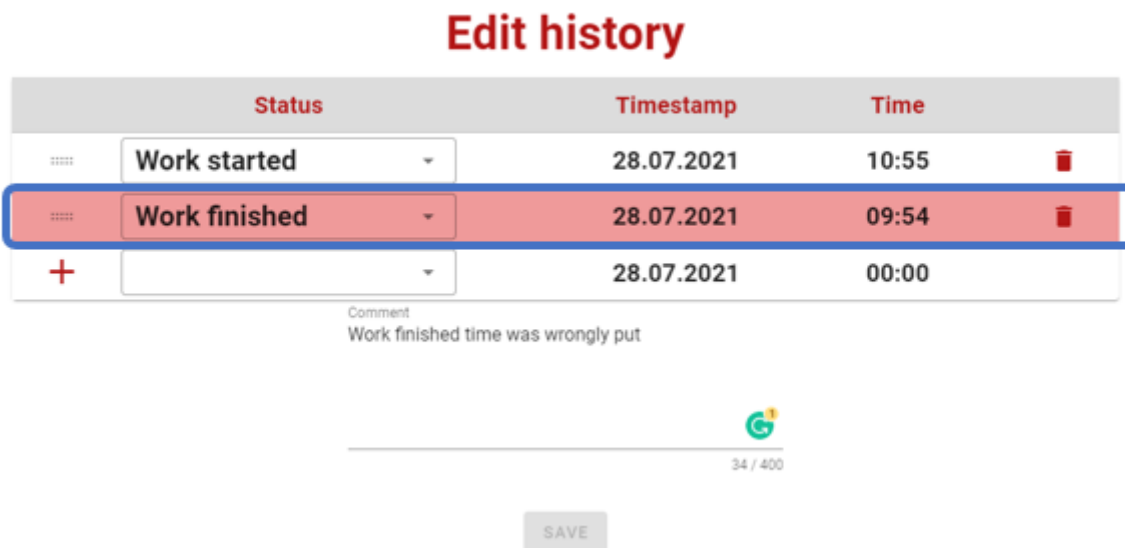 Edit history
Status Timestamp Time
Work started 28.07.2021 10:55
Work finished 28.07.2021 09:54
28.07.2021 00:00
Comment
Work finished time was wrongly put
1
34 / 400
SAVE